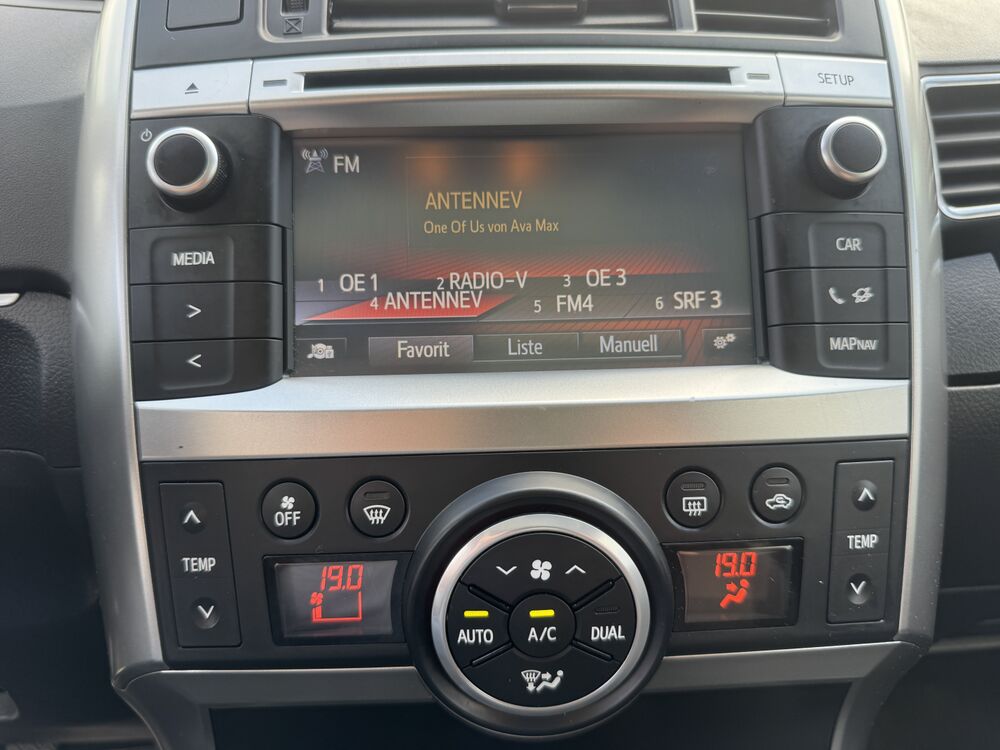 SETUP
FM
ANTENNEV
One Of Us von Ava Max
MEDIA
CAR
1 OE 1 2 RADIO-V 3 OE 3
4 ANTENNEV 5 FM4 6 SRF 3
Favorit Liste Manuell
MAPNAV
OFF
TEMP
TEMP
19.0
19.0
AUTO A/C DUAL